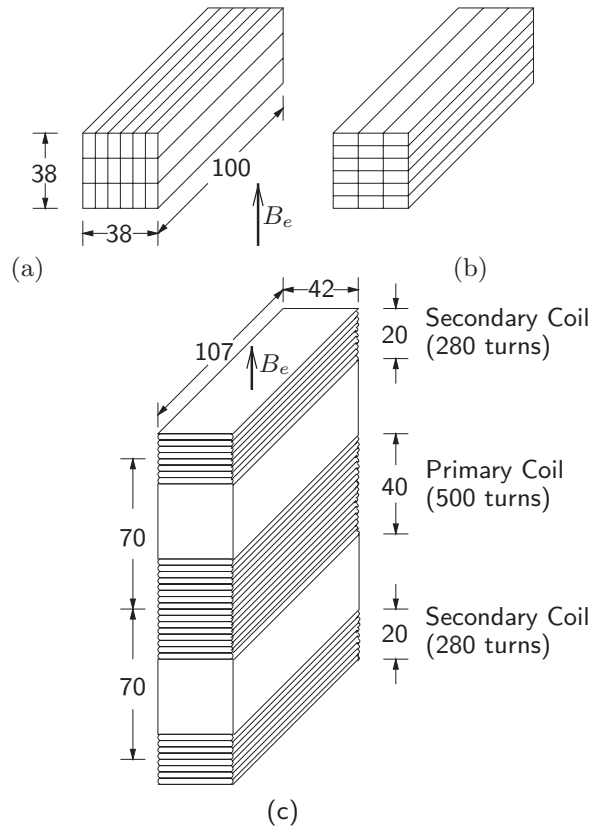 38
38
100
B_e
(a)
(b)
42
107
B_e
20
Secondary Coil
(280 turns)
70
40
Primary Coil
(500 turns)
70
20
Secondary Coil
(280 turns)
(c)